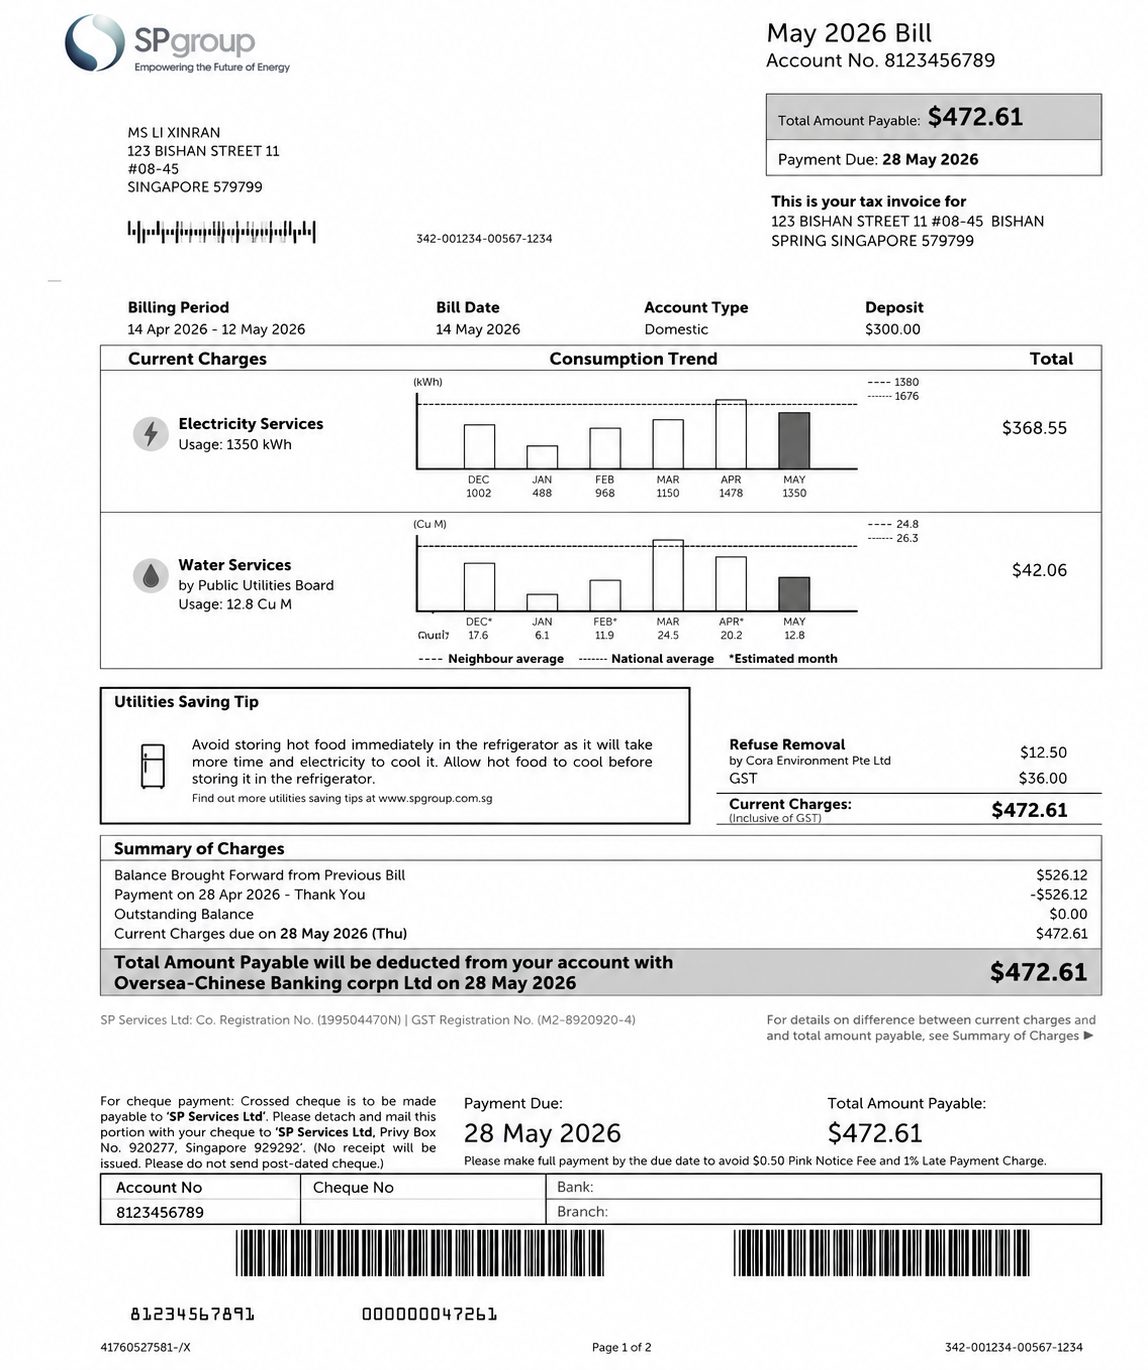 SPgroup
Empowering the Future of Energy
May 2026 Bill
Account No. 8123456789
Total Amount Payable: $472.61
Payment Due: 28 May 2026
MS LI XINRAN
123 BISHAN STREET 11
#08-45
SINGAPORE 579799
342-001234-00567-1234
This is your tax invoice for
123 BISHAN STREET 11 #08-45 BISHAN
SPRING SINGAPORE 579799
Billing Period
14 Apr 2026 - 12 May 2026
Bill Date
14 May 2026
Account Type
Domestic
Deposit
$300.00
Current Charges
Consumption Trend
Total
Electricity Services
Usage: 1350 kWh
(kWh)
---- 1380
------- 1676
DEC JAN FEB MAR APR MAY
1002 488 968 1150 1478 1350
$368.55
Water Services
by Public Utilities Board
Usage: 12.8 Cu M
(Cu M)
---- 24.8
------- 26.3
DEC* JAN FEB* MAR APR* MAY
17.6 6.1 11.9 24.5 20.2 12.8
$42.06
---- Neighbour average ------- National average *Estimated month
Utilities Saving Tip
Avoid storing hot food immediately in the refrigerator as it will take
more time and electricity to cool it. Allow hot food to cool before
storing it in the refrigerator.
Find out more utilities saving tips at www.spgroup.com.sg
Refuse Removal $12.50
by Cora Environment Pte Ltd
GST $36.00
Current Charges: $472.61
(Inclusive of GST)
Summary of Charges
Balance Brought Forward from Previous Bill $526.12
Payment on 28 Apr 2026 - Thank You -$526.12
Outstanding Balance $0.00
Current Charges due on 28 May 2026 (Thu) $472.61
Total Amount Payable will be deducted from your account with
Oversea-Chinese Banking corpn Ltd on 28 May 2026 $472.61
SP Services Ltd: Co. Registration No. (199504470N) | GST Registration No. (M2-8920920-4)
For details on difference between current charges and
and total amount payable, see Summary of Charges ▶
For cheque payment: Crossed cheque is to be made
payable to 'SP Services Ltd'. Please detach and mail this
portion with your cheque to 'SP Services Ltd, Privy Box
No. 920277, Singapore 929292'. (No receipt will be
issued. Please do not send post-dated cheque.)
Payment Due:
28 May 2026
Total Amount Payable:
$472.61
Please make full payment by the due date to avoid $0.50 Pink Notice Fee and 1% Late Payment Charge.
Account No
8123456789
Cheque No
Bank:
Branch:
81234567891 000000047261
41760527581-/X
Page 1 of 2
342-001234-00567-1234